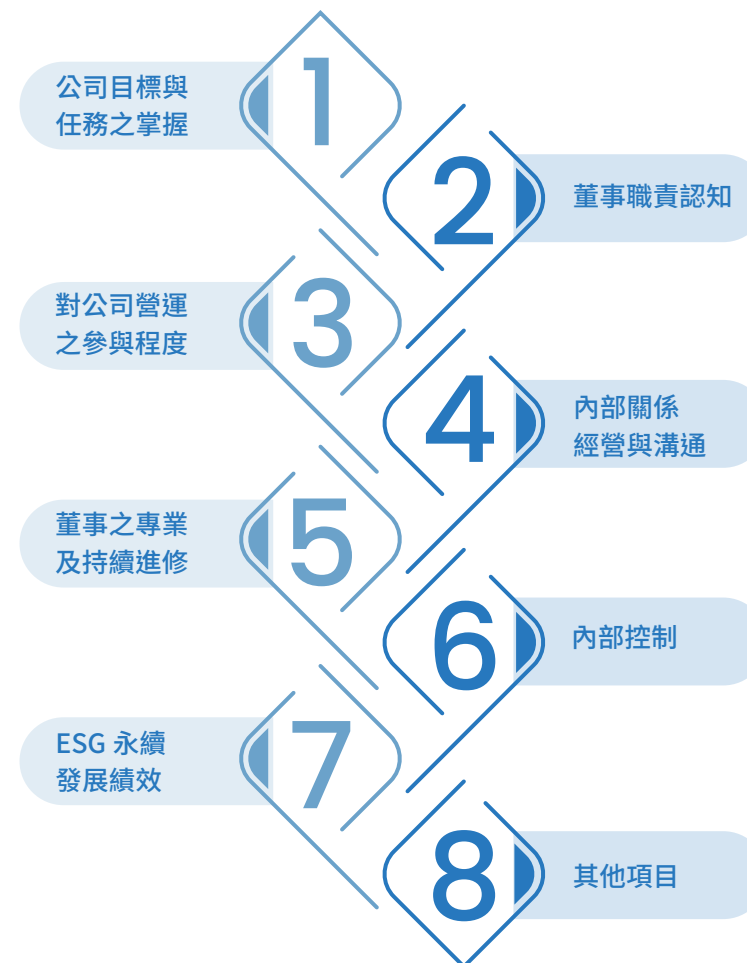 1
公司目標與
任務之掌握
2
董事職責認知
3
對公司營運
之參與程度
4
內部關係
經營與溝通
5
董事之專業
及持續進修
6
內部控制
7
ESG 永續
發展績效
8
其他項目